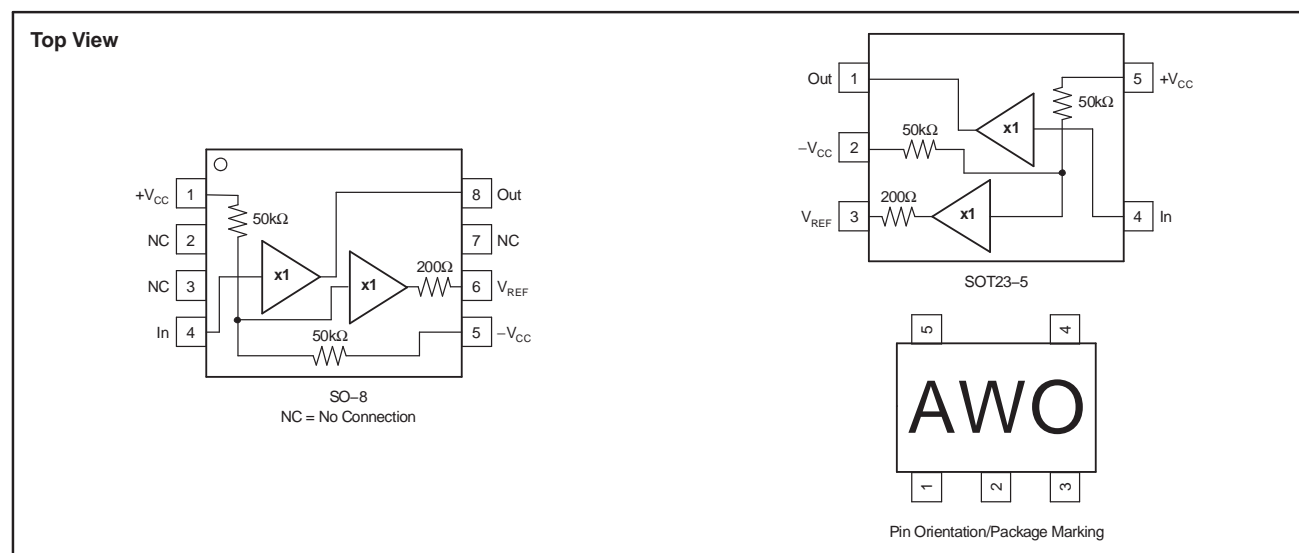 Top View
+VCC 1
50kΩ
8 Out
NC 2
7 NC
x1
x1
200Ω
NC 3
6 VREF
In 4
50kΩ
5 –VCC
SO–8
NC = No Connection
Out 1
5 +VCC
50kΩ
x1
50kΩ
–VCC 2
200Ω
VREF 3
x1
4 In
SOT23–5
5
4
AWO
1
2
3
Pin Orientation/Package Marking